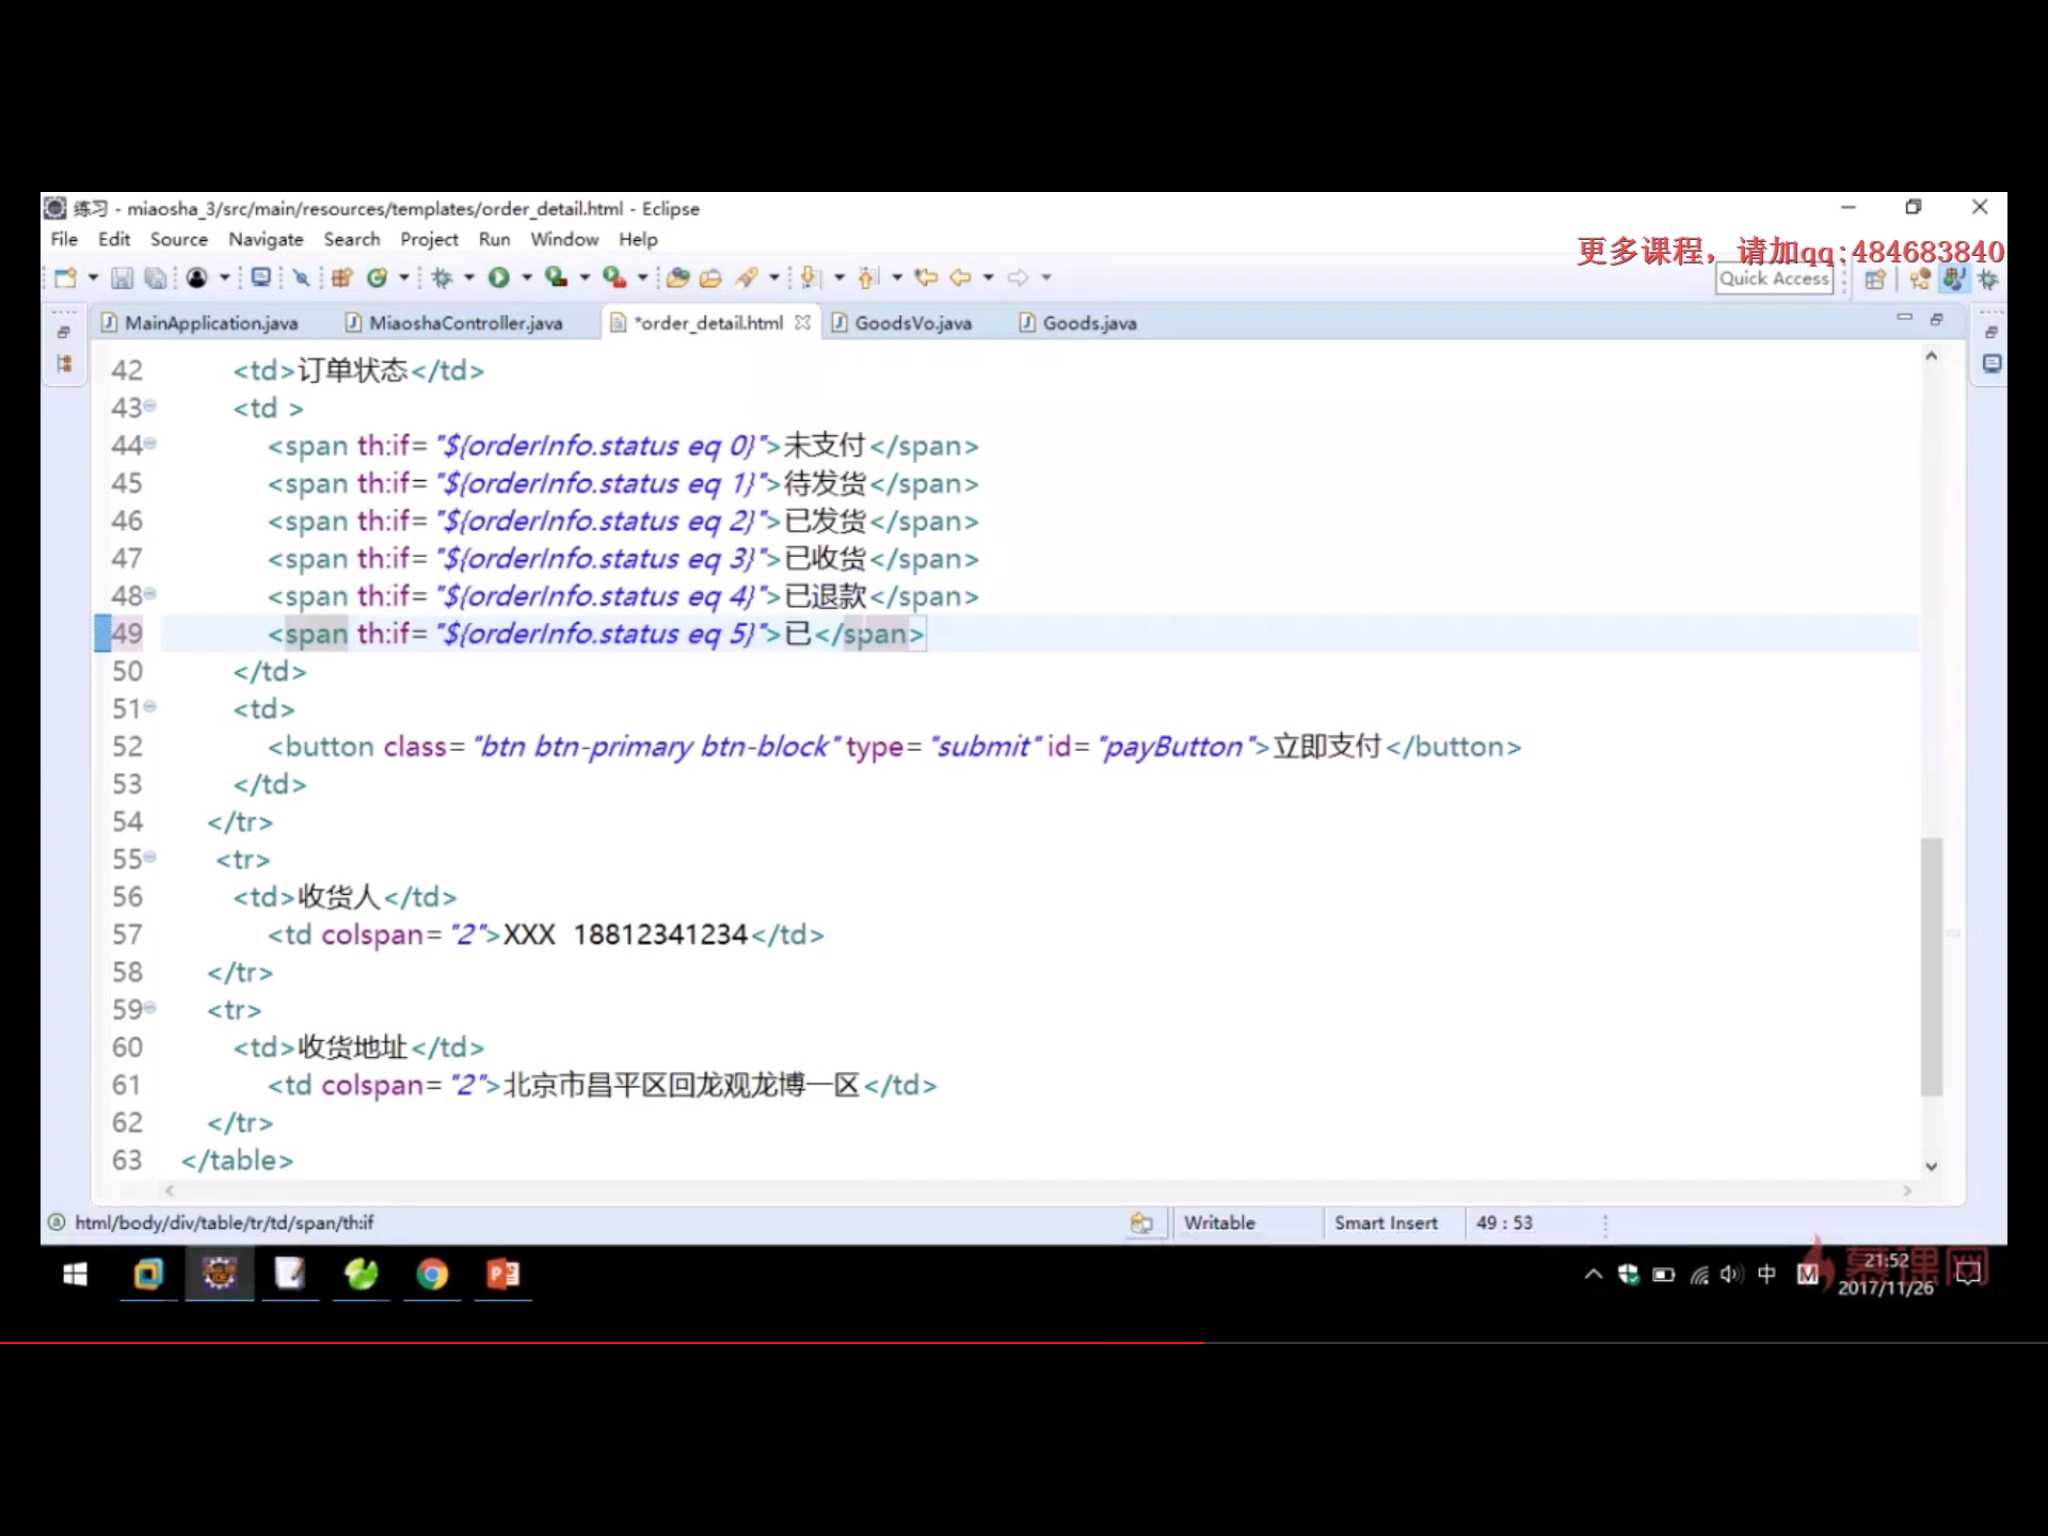 练习 - miaosha_3/src/main/resources/templates/order_detail.html - Eclipse
File Edit Source Navigate Search Project Run Window Help
更多课程，请加qq:484683840
Quick Access
MainApplication.java MiaoshaController.java *order_detail.html GoodsVo.java Goods.java
42 <td>订单状态</td>
43 <td >
44 <span th:if="${orderInfo.status eq 0}">未支付</span>
45 <span th:if="${orderInfo.status eq 1}">待发货</span>
46 <span th:if="${orderInfo.status eq 2}">已发货</span>
47 <span th:if="${orderInfo.status eq 3}">已收货</span>
48 <span th:if="${orderInfo.status eq 4}">已退款</span>
49 <span th:if="${orderInfo.status eq 5}">已</span>
50 </td>
51 <td>
52 <button class="btn btn-primary btn-block" type="submit" id="payButton">立即支付</button>
53 </td>
54 </tr>
55 <tr>
56 <td>收货人</td>
57 <td colspan="2">XXX 18812341234</td>
58 </tr>
59 <tr>
60 <td>收货地址</td>
61 <td colspan="2">北京市昌平区回龙观龙博一区</td>
62 </tr>
63 </table>
html/body/div/table/tr/td/span/th:if Writable Smart Insert 49 : 53
中 M 21:52
慕课网
2017/11/26